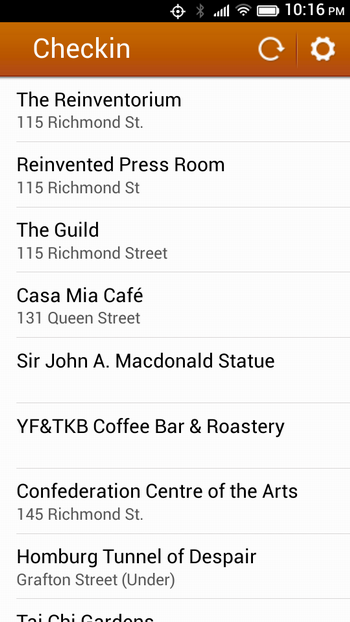 10:16 PM
Checkin
The Reinventorium
115 Richmond St.
Reinvented Press Room
115 Richmond St
The Guild
115 Richmond Street
Casa Mia Café
131 Queen Street
Sir John A. Macdonald Statue
YF&TKB Coffee Bar & Roastery
Confederation Centre of the Arts
145 Richmond St.
Homburg Tunnel of Despair
Grafton Street (Under)
Tai Chi Gardens